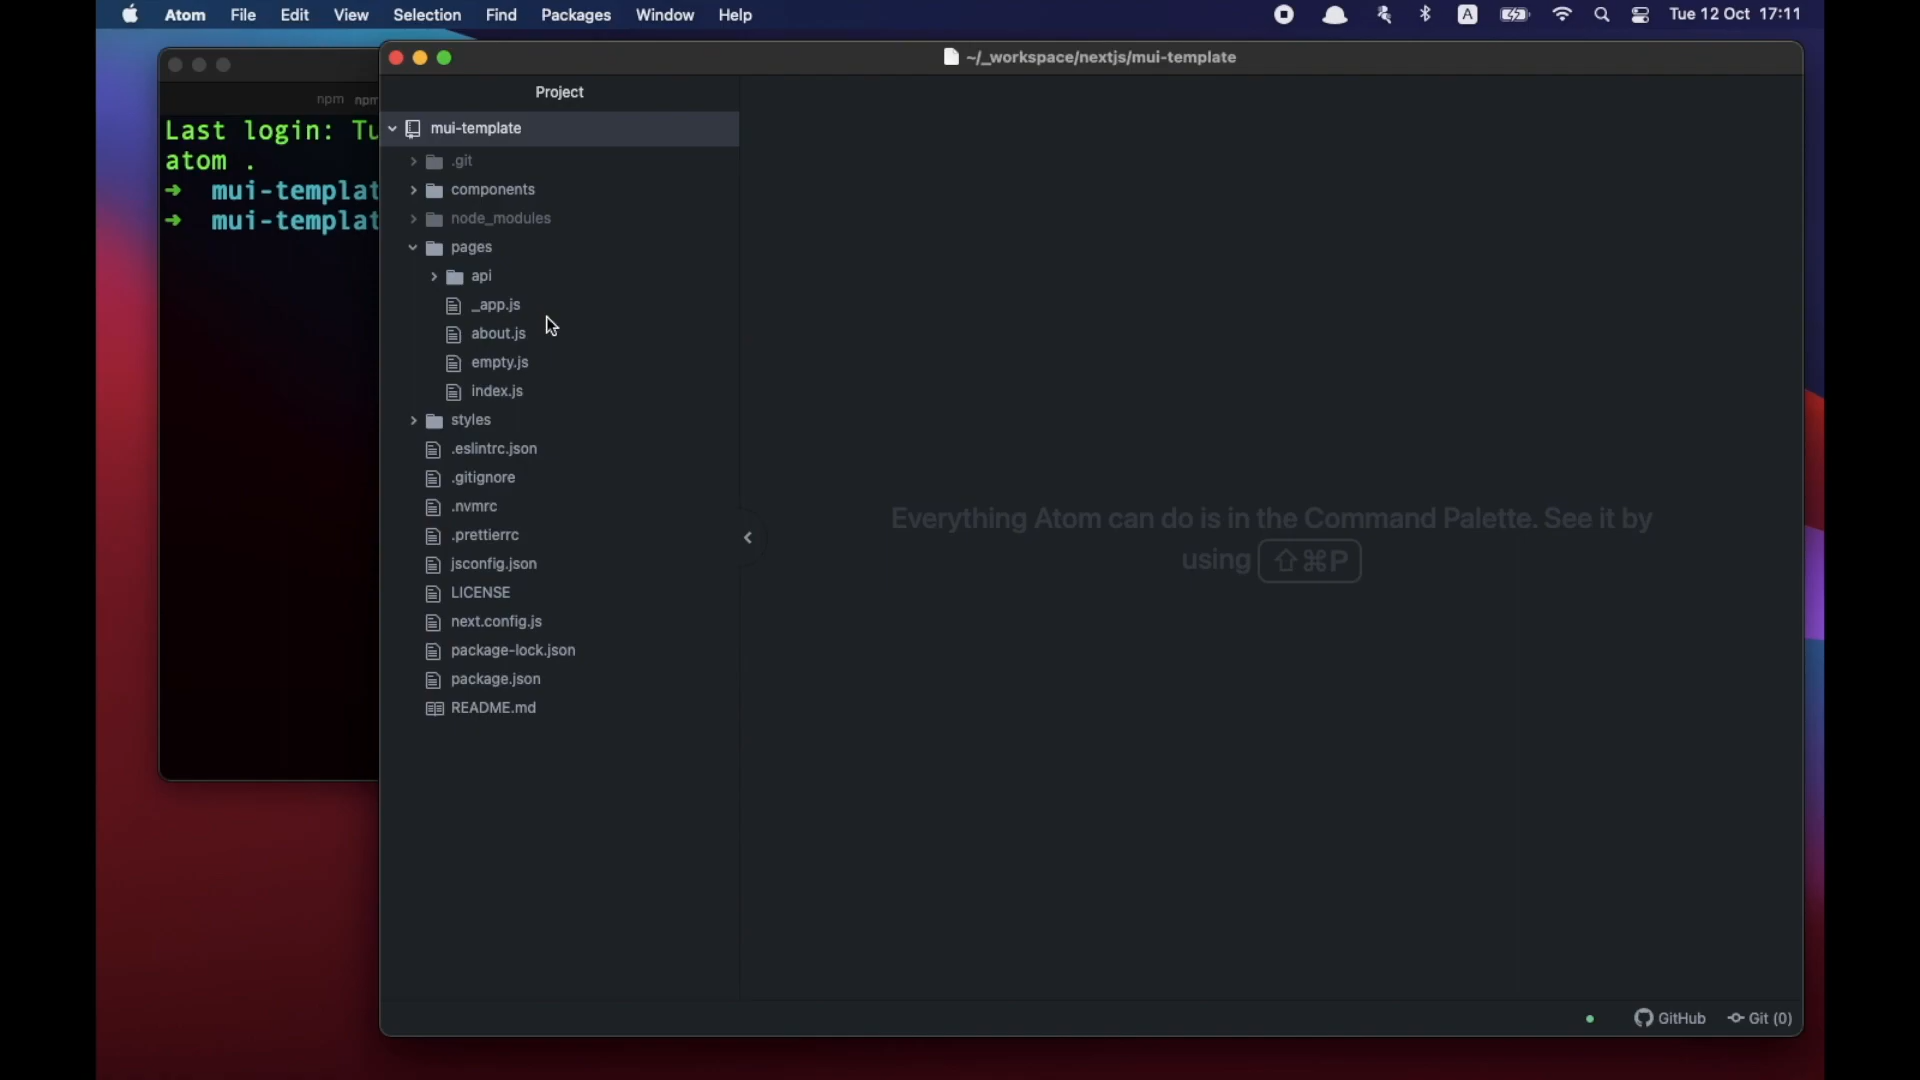 Atom File Edit View Selection Find Packages Window Help A Tue 12 Oct 17:11
~/_workspace/nextjs/mui-template
npm npm
Last login: Tu
atom .
→ mui-templat
→ mui-templat
Project
mui-template
.git
components
node_modules
pages
api
_app.js
about.js
empty.js
index.js
styles
.eslintrc.json
.gitignore
.nvmrc
.prettierrc
jsconfig.json
LICENSE
next.config.js
package-lock.json
package.json
README.md
Everything Atom can do is in the Command Palette. See it by
using ⇧⌘P
GitHub Git (0)